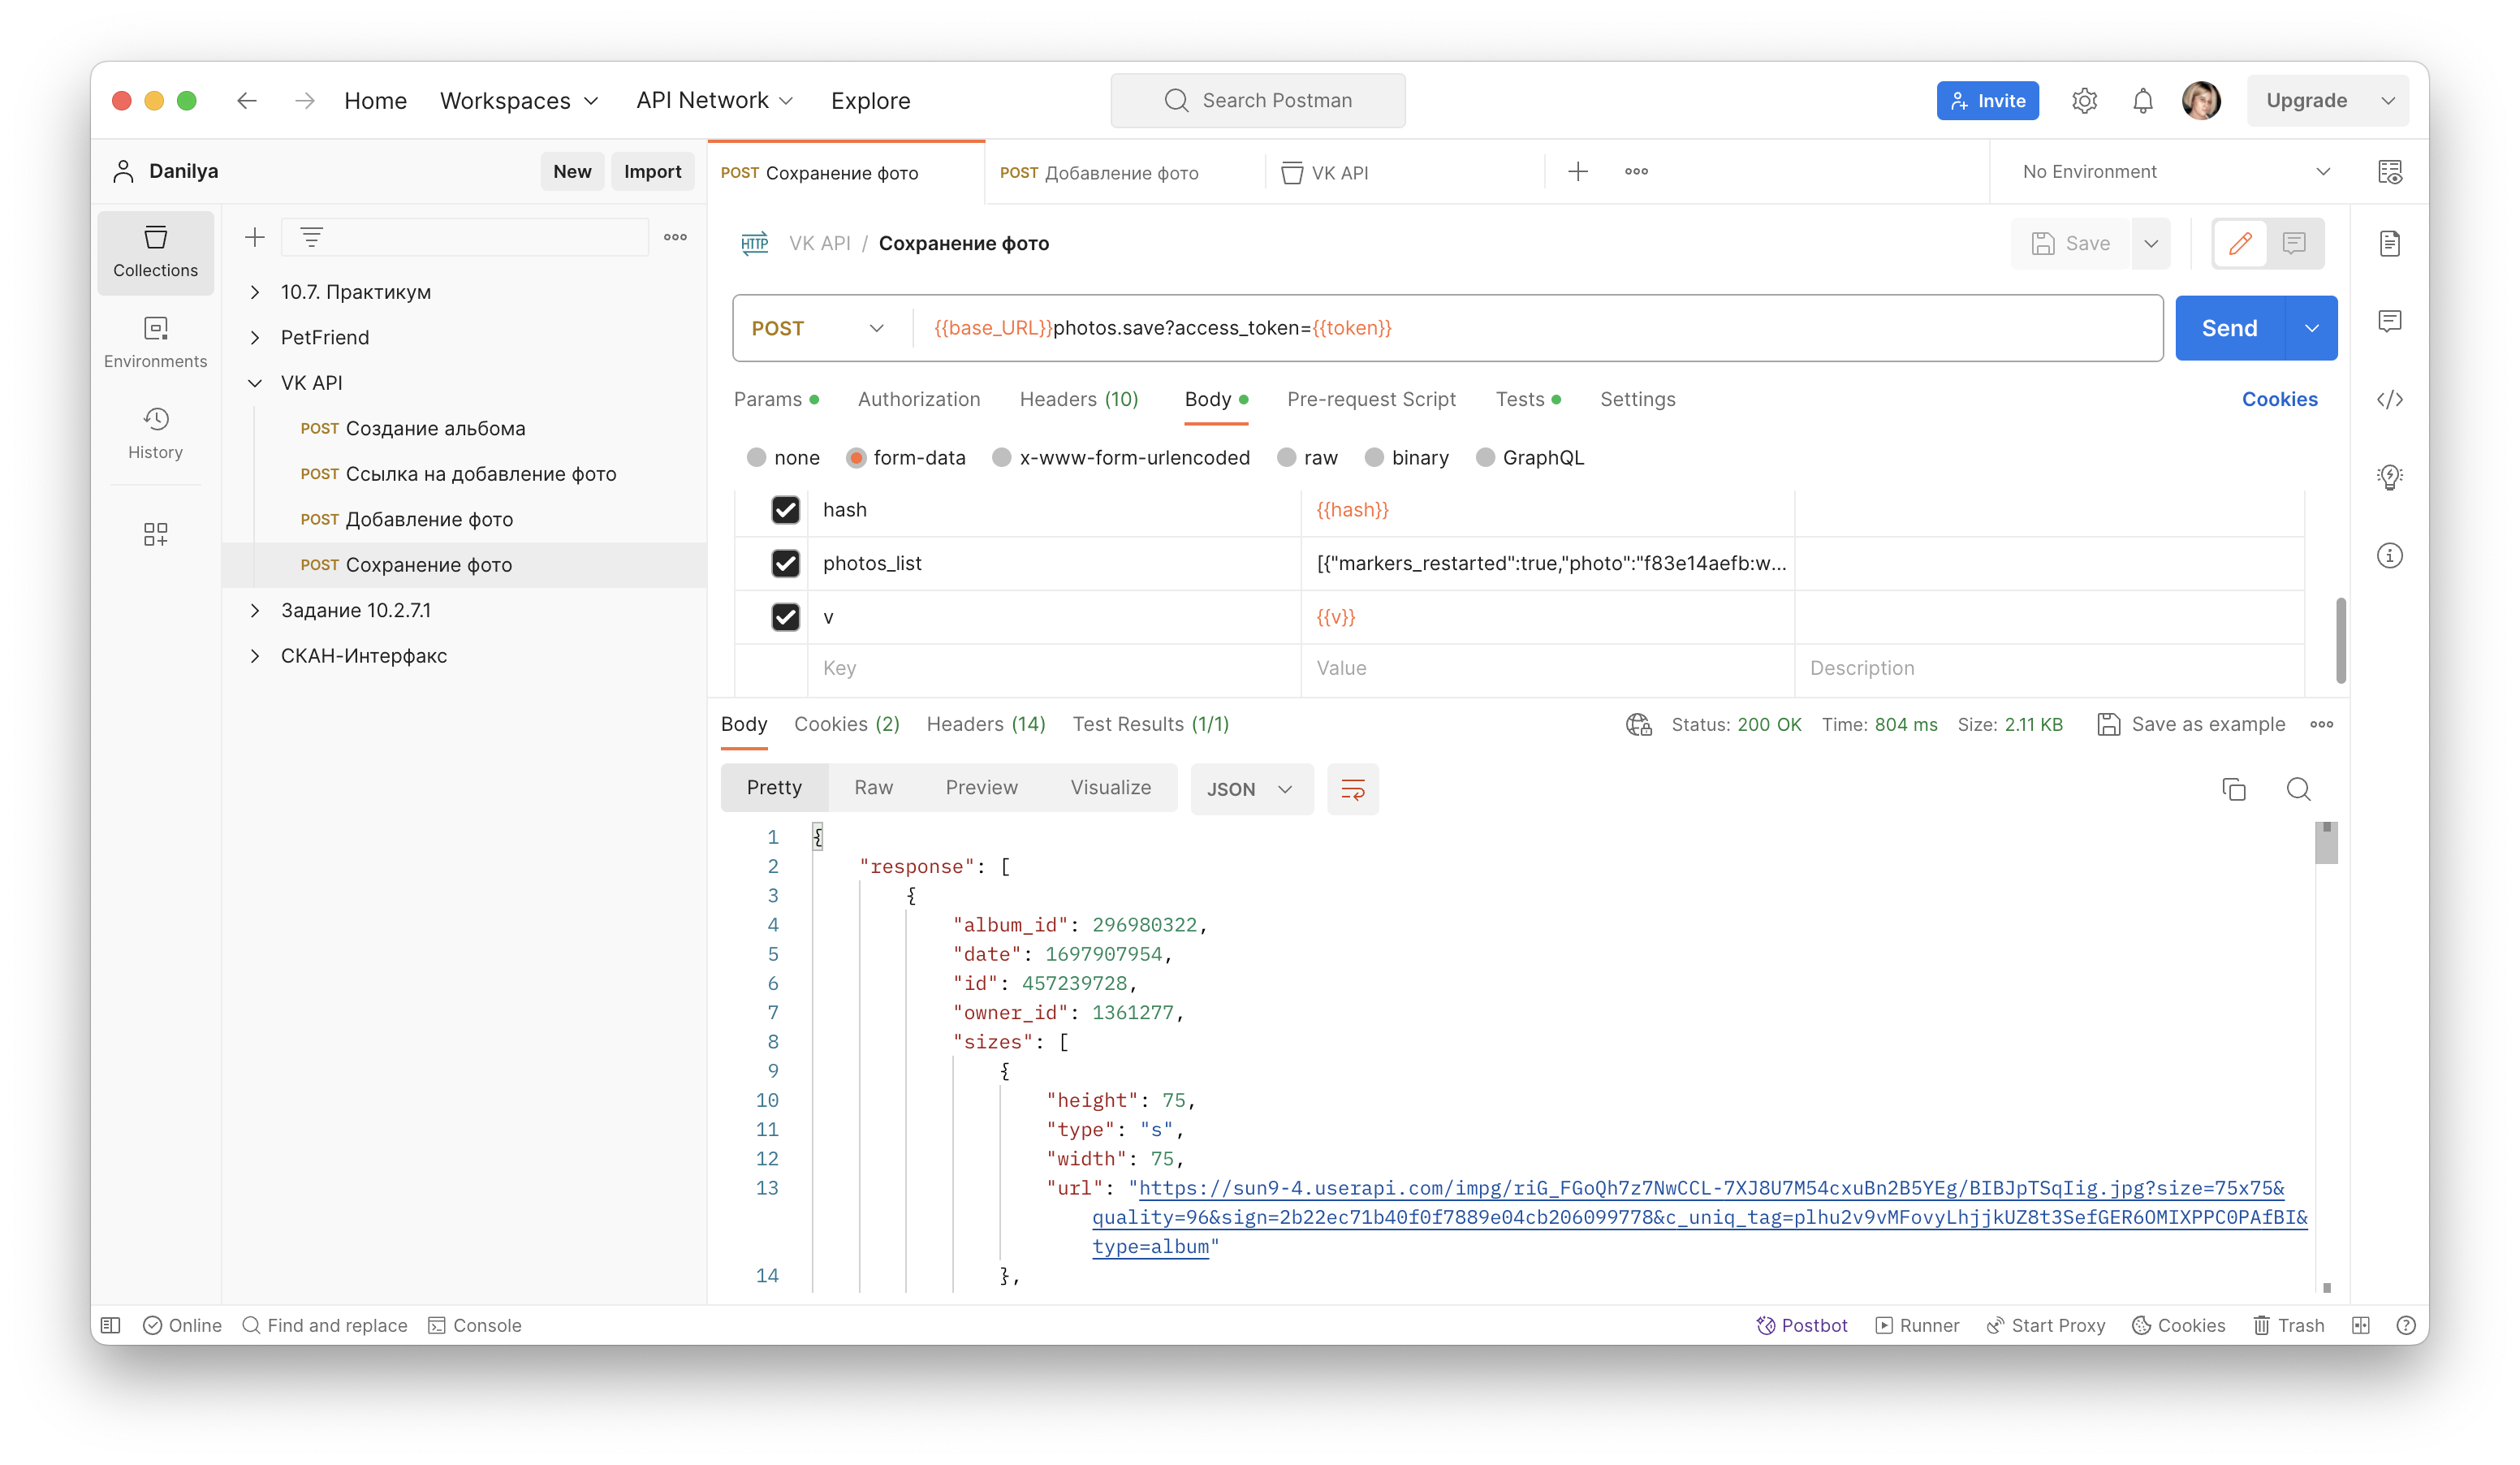 Home Workspaces API Network Explore Search Postman Invite Upgrade
Danilya New Import
POST Сохранение фото POST Добавление фото VK API No Environment
Collections
Environments
History
10.7. Практикум
PetFriend
VK API
POST Создание альбома
POST Ссылка на добавление фото
POST Добавление фото
POST Сохранение фото
Задание 10.2.7.1
СКАН-Интерфакс
HTTP VK API / Сохранение фото Save
POST {{base_URL}}photos.save?access_token={{token}} Send
Params Authorization Headers (10) Body Pre-request Script Tests Settings Cookies
none form-data x-www-form-urlencoded raw binary GraphQL
hash {{hash}}
photos_list [{"markers_restarted":true,"photo":"f83e14aefb:w...
v {{v}}
Key Value Description
Body Cookies (2) Headers (14) Test Results (1/1) Status: 200 OK Time: 804 ms Size: 2.11 KB Save as example
Pretty Raw Preview Visualize JSON
1 {
2 "response": [
3 {
4 "album_id": 296980322,
5 "date": 1697907954,
6 "id": 457239728,
7 "owner_id": 1361277,
8 "sizes": [
9 {
10 "height": 75,
11 "type": "s",
12 "width": 75,
13 "url": "https://sun9-4.userapi.com/impg/riG_FGoQh7z7NwCCL-7XJ8U7M54cxuBn2B5YEg/BIBJpTSqIig.jpg?size=75x75&
quality=96&sign=2b22ec71b40f0f7889e04cb206099778&c_uniq_tag=plhu2v9vMFovyLhjjkUZ8t3SefGER6OMIXPPC0PAfBI&
type=album"
14 },
Online Find and replace Console Postbot Runner Start Proxy Cookies Trash